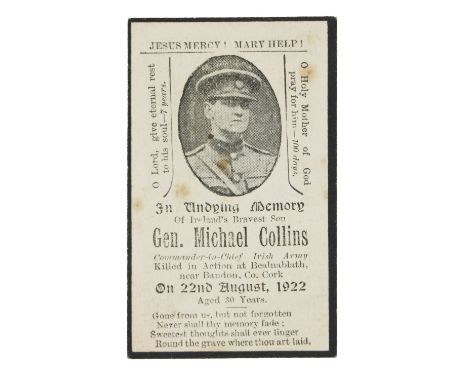 JESUS MERCY! MARY HELP!
O Lord, give eternal rest
to his soul—7 years.
O Holy Mother of God
pray for him—300 days.
In Undying Memory
Of Ireland's Bravest Son
Gen. Michael Collins
Commander-in-Chief Irish Army
Killed in Action at Bealnablath,
near Bandon, Co. Cork
On 22nd August, 1922
Aged 30 Years.
Gone from us, but not forgotten
Never shall thy memory fade;
Sweetest thoughts shall ever linger
Round the grave where thou art laid.